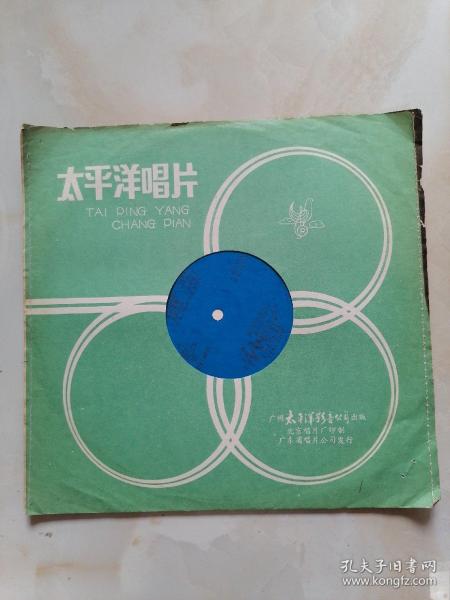 太平洋唱片
TAI PING YANG
CHANG PIAN
广州太平洋影音公司出版
北京唱片厂印制
广东省唱片公司发行
孔夫子旧书网
www.kongfz.com